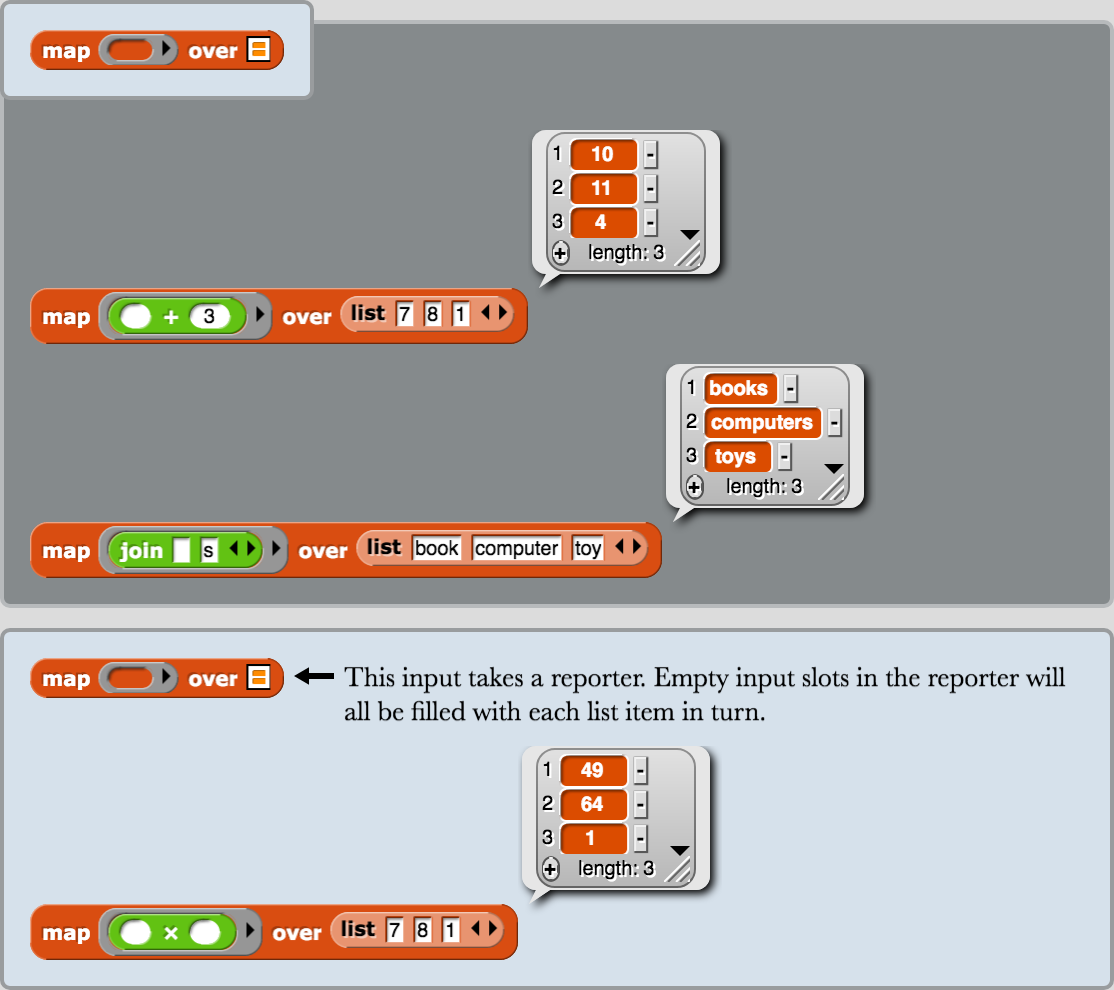 map over
1 10 -
2 11 -
3 4 -
+ length: 3
map + 3 over list 7 8 1
1 books -
2 computers -
3 toys -
+ length: 3
map join s over list book computer toy
map over This input takes a reporter. Empty input slots in the reporter will
all be filled with each list item in turn.
1 49 -
2 64 -
3 1 -
+ length: 3
map × over list 7 8 1